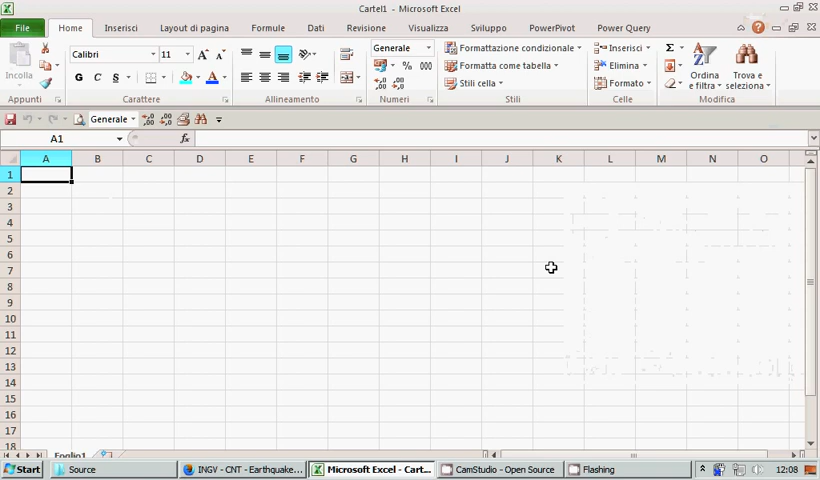 Cartel1 - Microsoft Excel
File Home Inserisci Layout di pagina Formule Dati Revisione Visualizza Sviluppo PowerPivot Power Query
Incolla
Calibri 11
G C S
A
Generale
% 000
,00
Formattazione condizionale
Formatta come tabella
Stili cella
Inserisci
Elimina
Formato
Σ
Ordina e filtra
Trova e seleziona
Appunti Carattere Allineamento Numeri Stili Celle Modifica
Generale
A1 fx
A B C D E F G H I J K L M N O
1
2
3
4
5
6
7
8
9
10
11
12
13
14
15
16
17
18
Foglio1
Start Source INGV - CNT - Earthquake... Microsoft Excel - Cart... CamStudio - Open Source Flashing 12:08